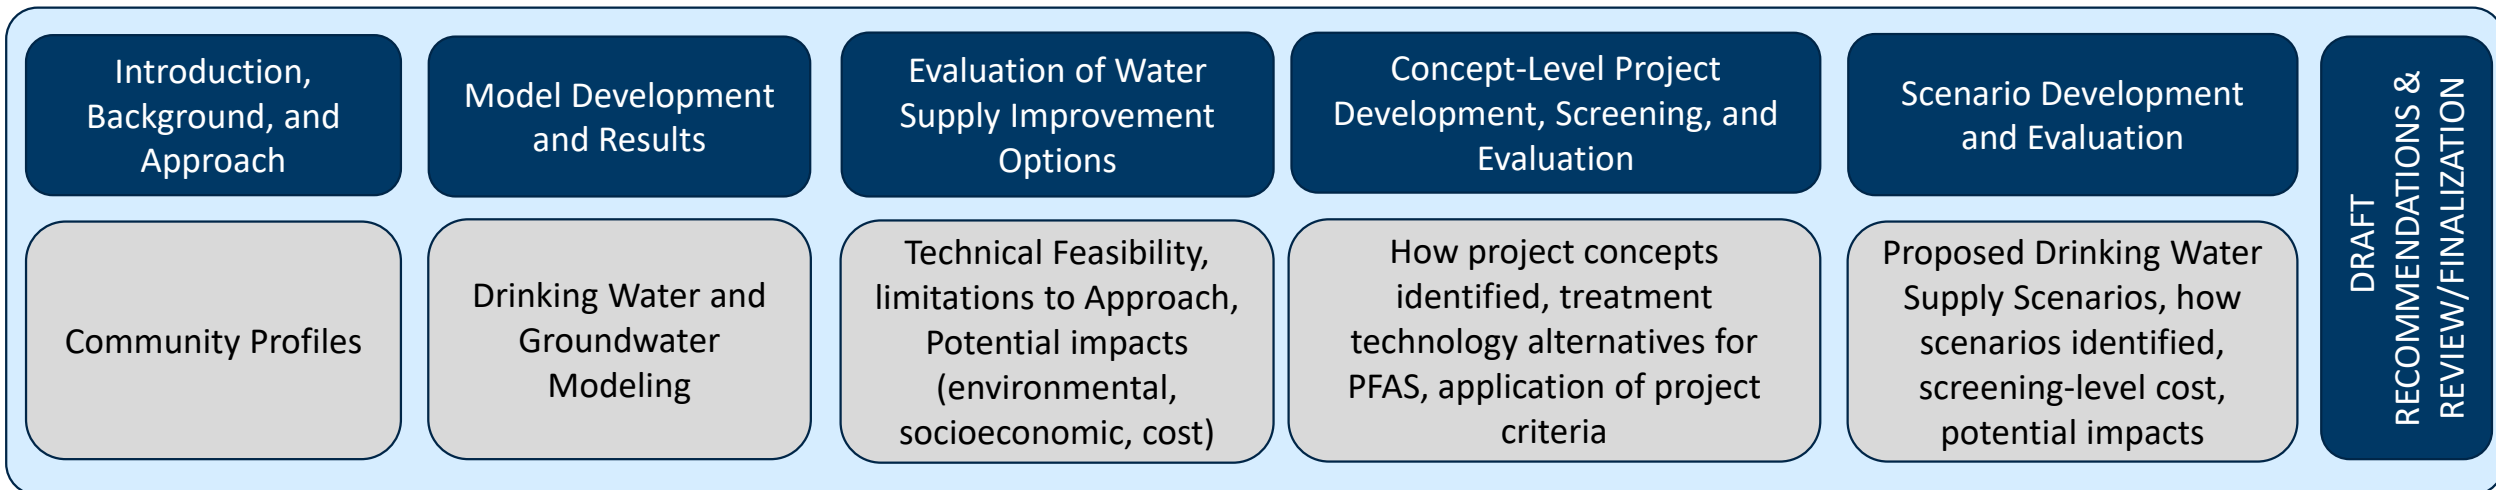 Introduction,
Background, and
Approach
Model Development
and Results
Evaluation of Water
Supply Improvement
Options
Concept-Level Project
Development, Screening, and
Evaluation
Scenario Development
and Evaluation
DRAFT
RECOMMENDATIONS &
REVIEW/FINALIZATION
Community Profiles
Drinking Water and
Groundwater
Modeling
Technical Feasibility,
limitations to Approach,
Potential impacts
(environmental,
socioeconomic, cost)
How project concepts
identified, treatment
technology alternatives for
PFAS, application of project
criteria
Proposed Drinking Water
Supply Scenarios, how
scenarios identified,
screening-level cost,
potential impacts